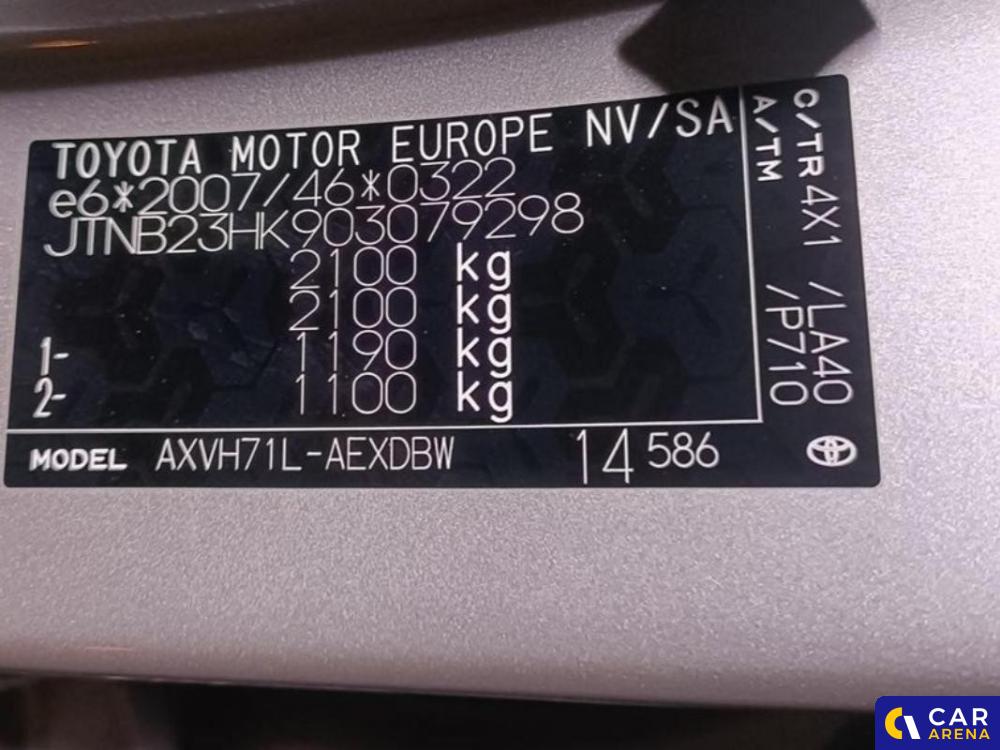 TOYOTA MOTOR EUROPE NV/SA
e6*2007/46*0322
JTNB23HK903079298
2100 kg
2100 kg
1- 1190 kg
2- 1100 kg
C/TR 4X1 /LA40
A/TM /P710
MODEL AXVH71L-AEXDBW 14 586
CAR
ARENA